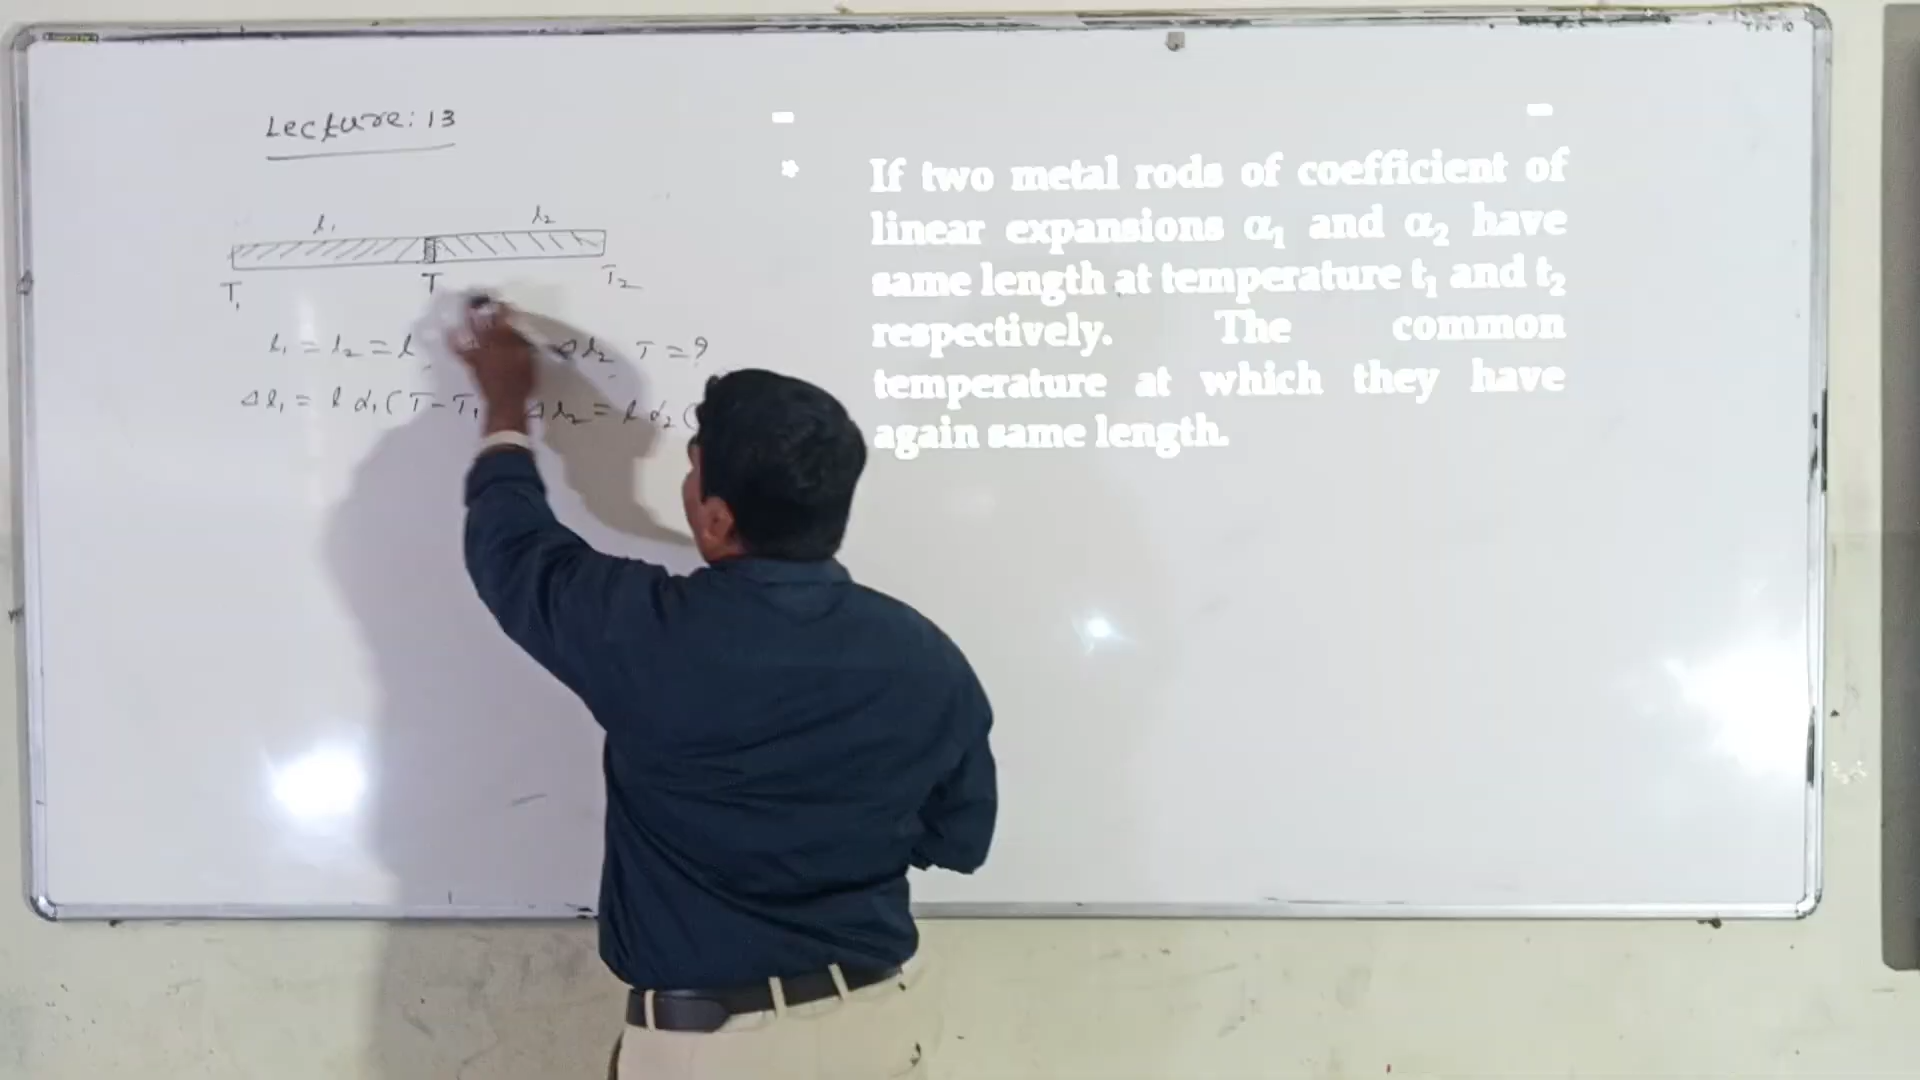 Lecture: 13
l₁ l₂
T₁ T T₂
l₁ = l₂ = l Δl₂ T = ?
Δl₁ = l α₁ ( T - T₁ Δl₂ = l α₂ (
* If two metal rods of coefficient of
linear expansions α₁ and α₂ have
same length at temperature t₁ and t₂
respectively. The common
temperature at which they have
again same length.